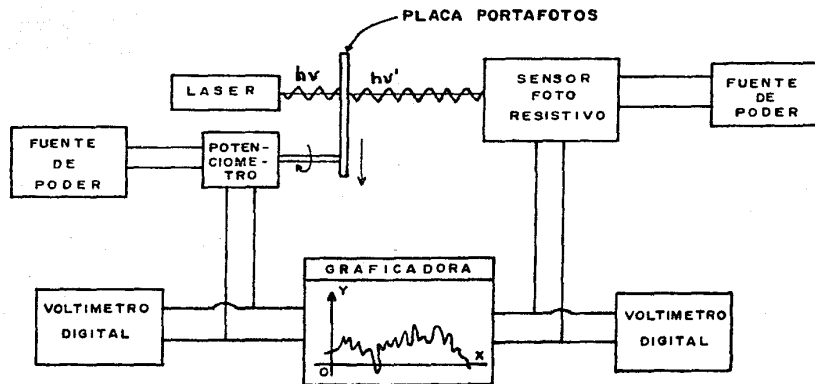 PLACA PORTAFOTOS
hν
hν'
LASER
SENSOR
FOTO
RESISTIVO
FUENTE
DE
PODER
FUENTE
DE
PODER
POTEN-
CIOME-
TRO
GRAFICADORA
Y
X
O
VOLTIMETRO
DIGITAL
VOLTIMETRO
DIGITAL